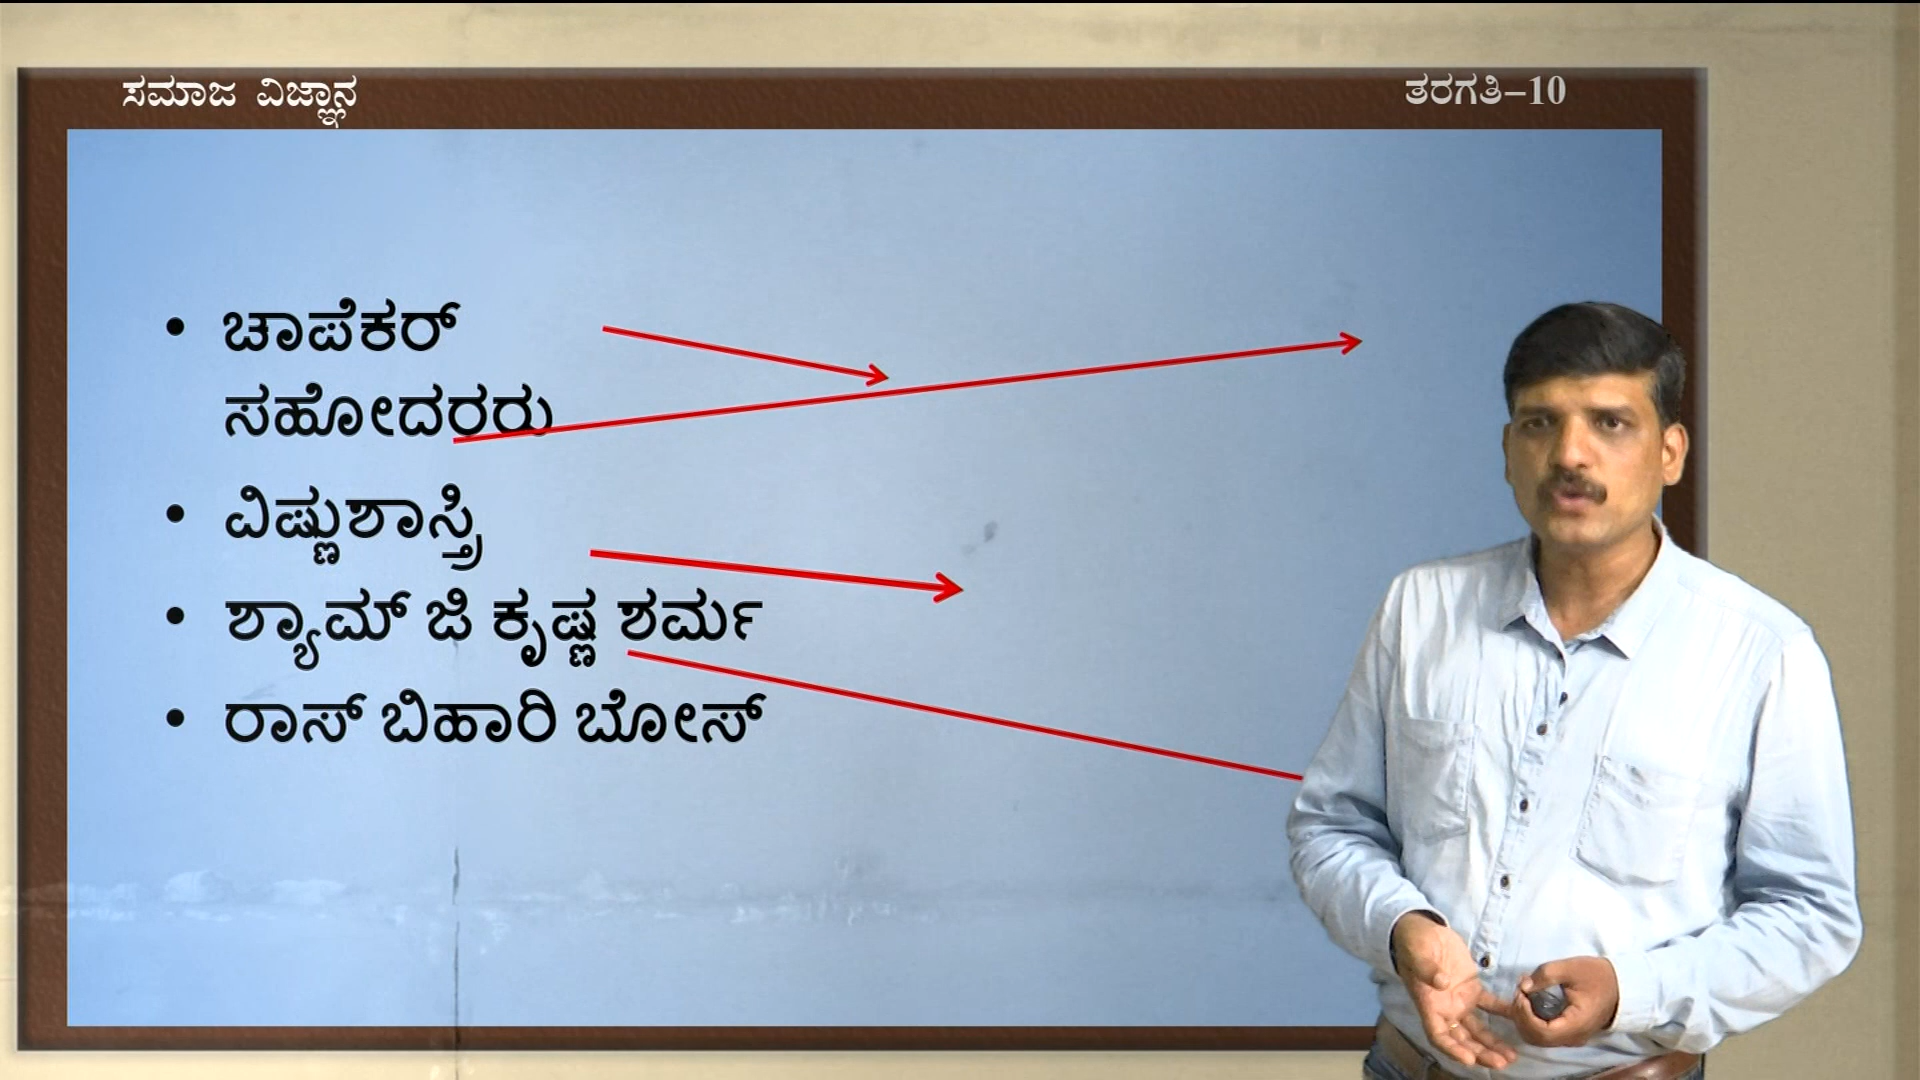 ಸಮಾಜ ವಿಜ್ಞಾನ
ತರಗತಿ-10
• ಚಾಪೆಕರ್
ಸಹೋದರರು
• ವಿಷ್ಣುಶಾಸ್ತ್ರಿ
• ಶ್ಯಾಮ್ ಜಿ ಕೃಷ್ಣ ಶರ್ಮ
• ರಾಸ್ ಬಿಹಾರಿ ಬೋಸ್